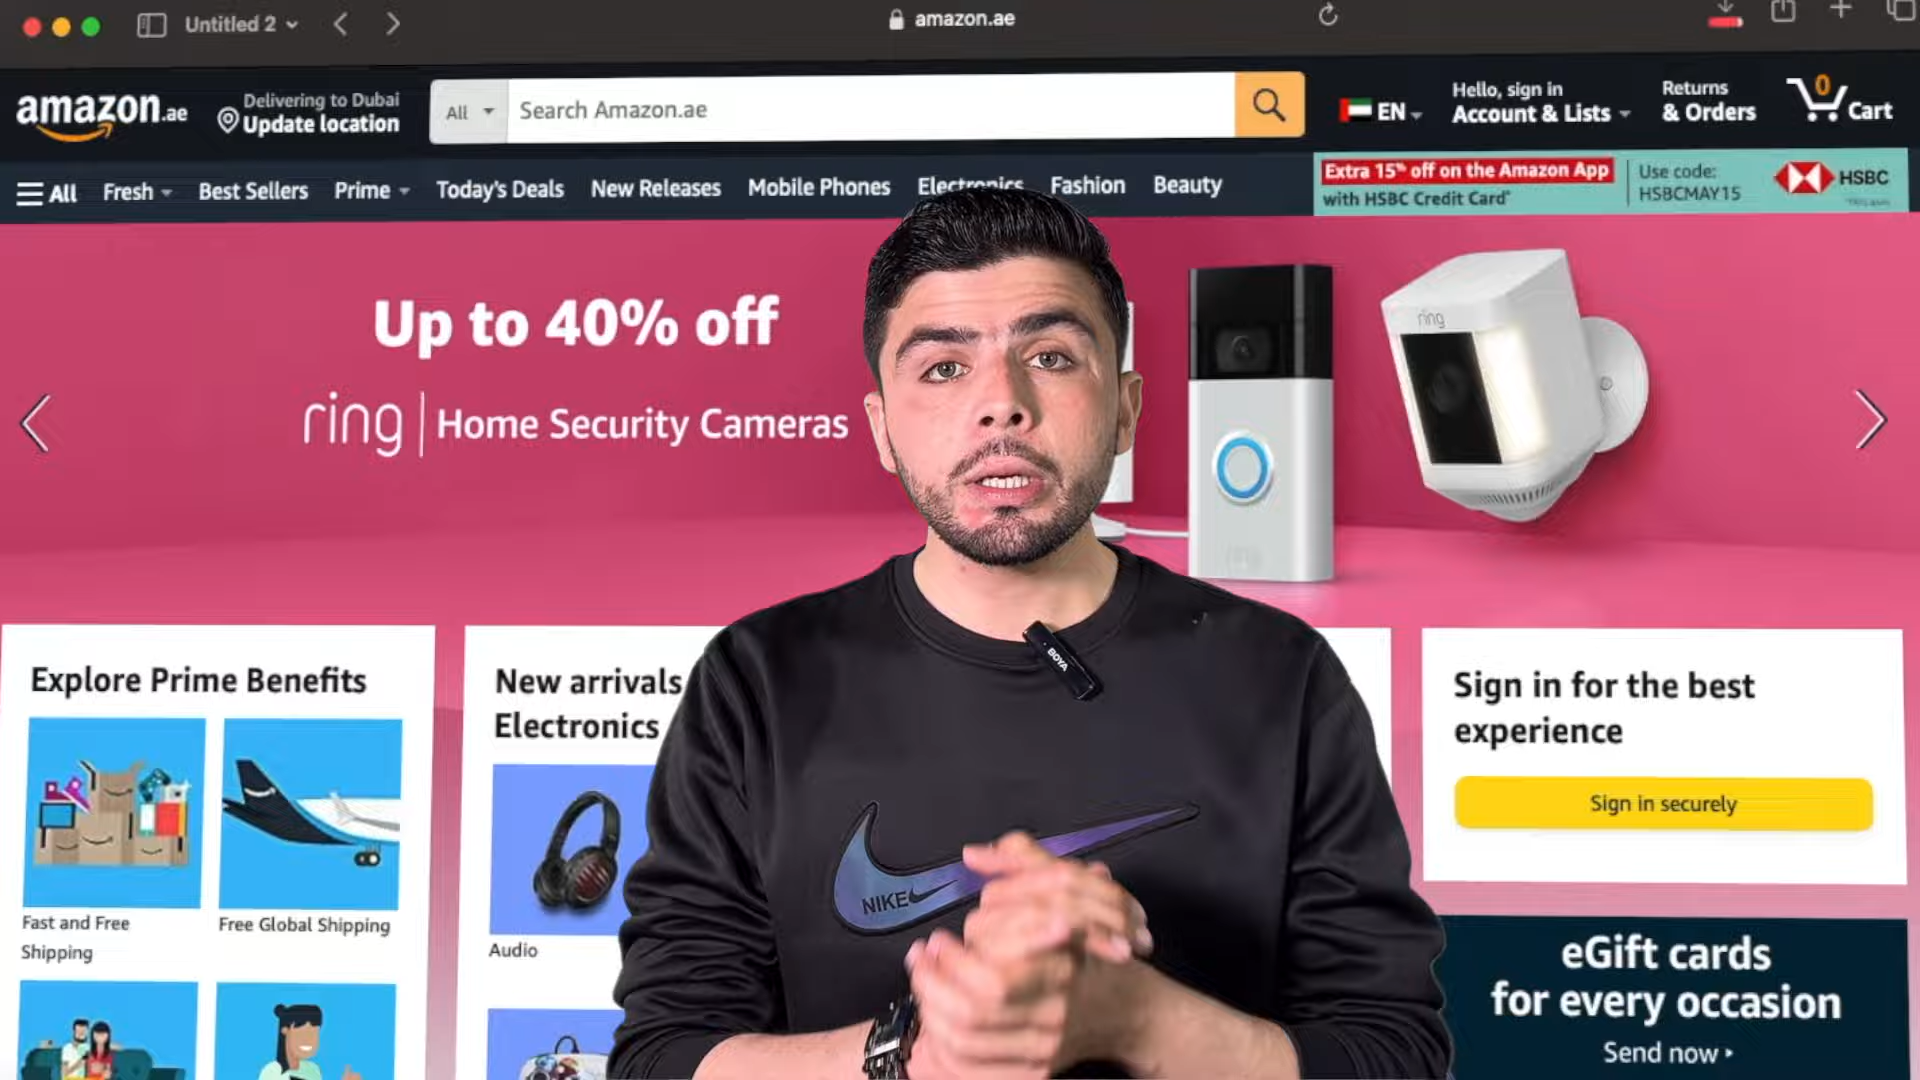 Untitled 2
amazon.ae
amazon.ae
Delivering to Dubai
Update location
All
Search Amazon.ae
EN
Hello, sign in
Account & Lists
Returns
& Orders
0
Cart
All
Fresh
Best Sellers
Prime
Today's Deals
New Releases
Mobile Phones
Electronics
Fashion
Beauty
Extra 15% off on the Amazon App
with HSBC Credit Card*
Use code:
HSBCMAY15
HSBC
Up to 40% off
ring
Home Security Cameras
ring
BOYA
NIKE
Explore Prime Benefits
Fast and Free
Shipping
Free Global Shipping
New arrivals
Electronics
Audio
Sign in for the best
experience
Sign in securely
eGift cards
for every occasion
Send now